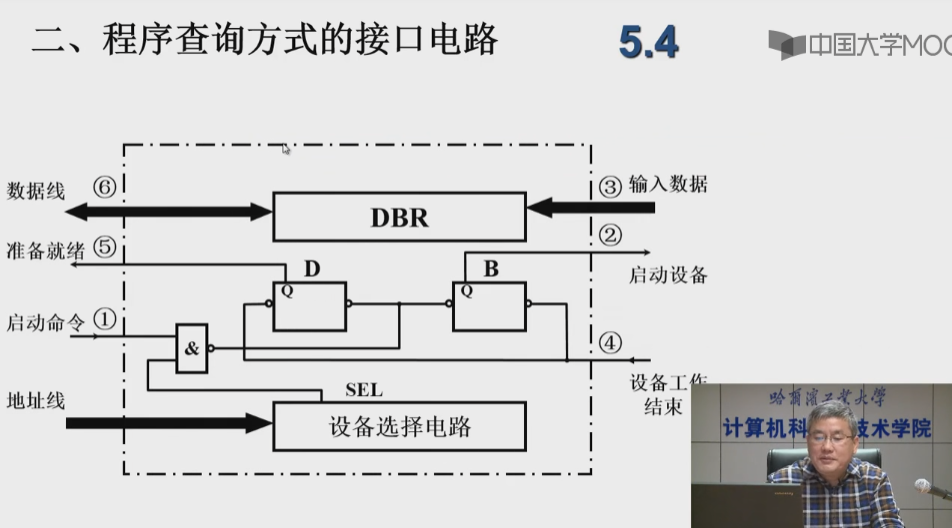 二、程序查询方式的接口电路
5.4
中国大学MOO
数据线 ⑥
③ 输入数据
DBR
②
准备就绪 ⑤
启动设备
D
B
Q
Q
启动命令 ①
&
④
设备工作
结束
SEL
地址线
设备选择电路
哈尔滨工业大学
计算机科 技术学院